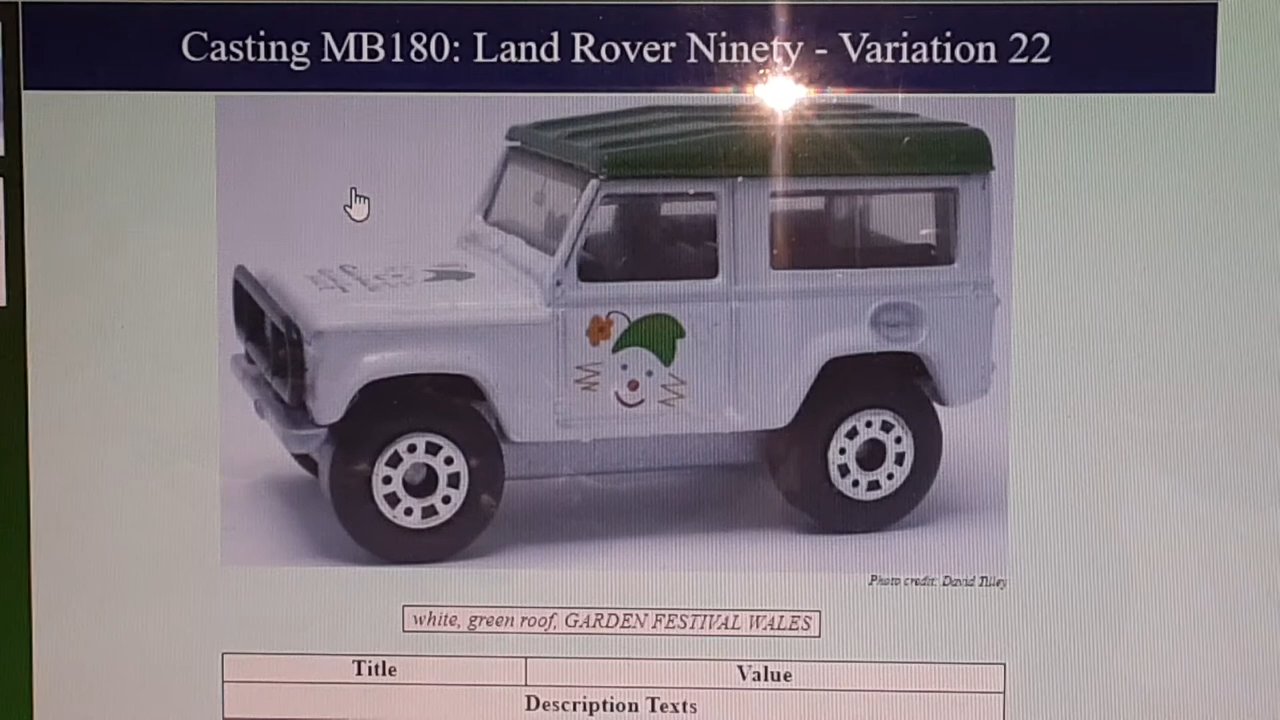 Casting MB180: Land Rover Ninety - Variation 22
Photo credit: David Tilley
white, green roof, GARDEN FESTIVAL WALES
Title Value
Description Texts